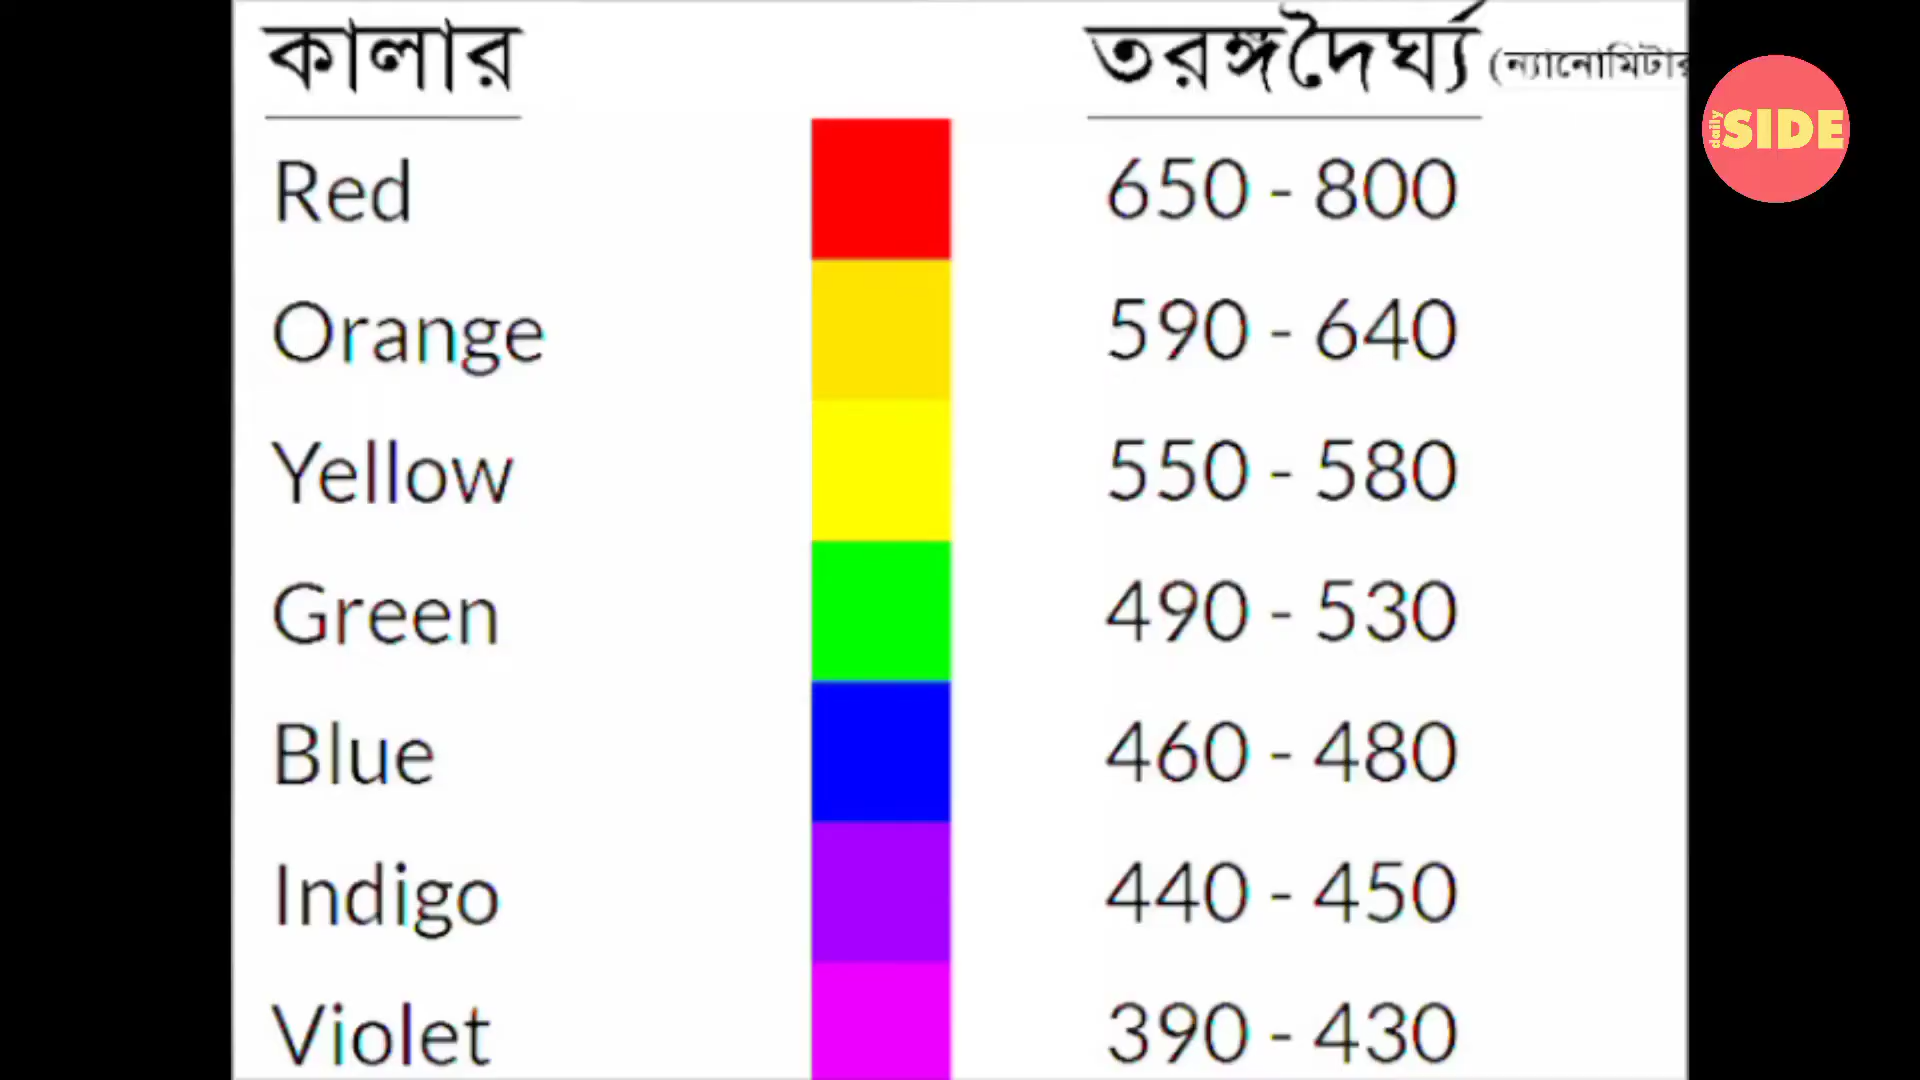 কালার তরঙ্গদৈর্ঘ্য (ন্যানোমিটার
daily SIDE
Red 650 - 800
Orange 590 - 640
Yellow 550 - 580
Green 490 - 530
Blue 460 - 480
Indigo 440 - 450
Violet 390 - 430